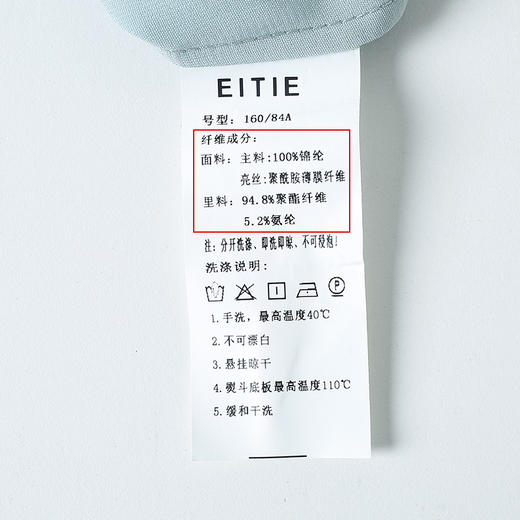 EITIE
号型：160/84A
纤维成分：
面料：主料:100%锦纶
亮丝:聚酰胺薄膜纤维
里料：94.8%聚酯纤维
5.2%氨纶
注：分开洗涤、即洗即晾、不可浸泡！
洗涤说明：
P
1.手洗，最高温度40℃
2.不可漂白
3.悬挂晾干
4.熨斗底板最高温度110℃
5.缓和干洗